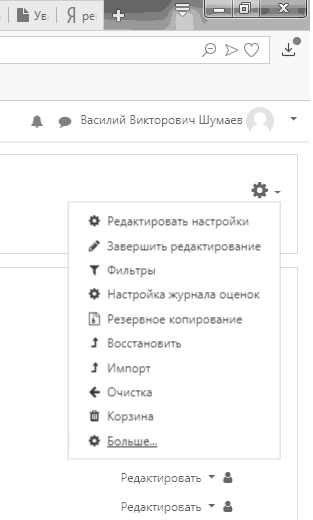 Ува
Я ре
Василий Викторович Шумаев
Редактировать настройки
Завершить редактирование
Фильтры
Настройка журнала оценок
Резервное копирование
Восстановить
Импорт
Очистка
Корзина
Больше...
Редактировать
Редактировать